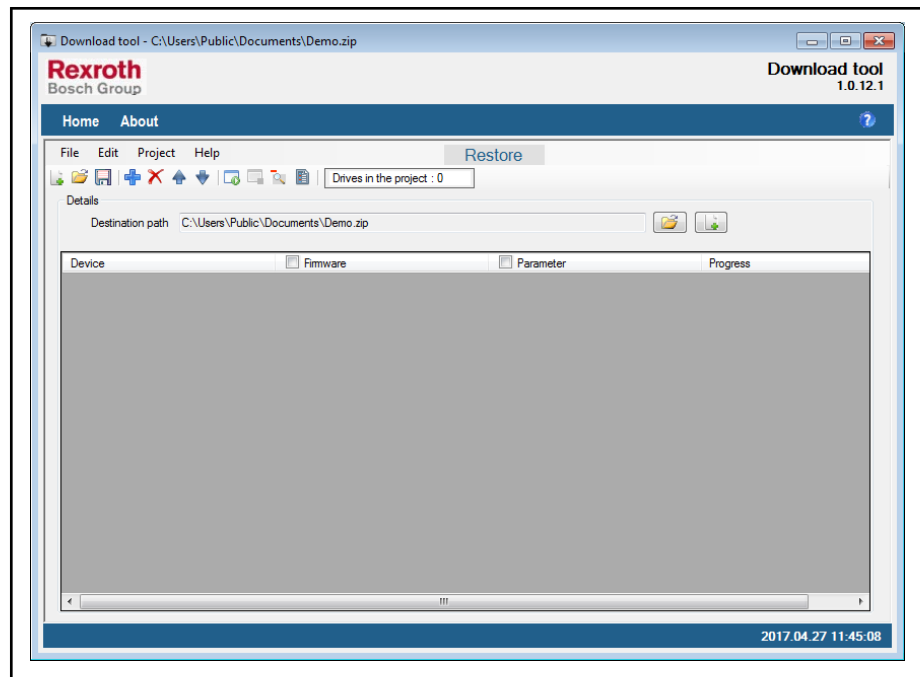 Download tool - C:\Users\Public\Documents\Demo.zip
Rexroth
Bosch Group
Download tool
1.0.12.1
Home About
File Edit Project Help
Restore
Drives in the project : 0
Details
Destination path C:\Users\Public\Documents\Demo.zip
Device Firmware Parameter Progress
2017.04.27 11:45:08